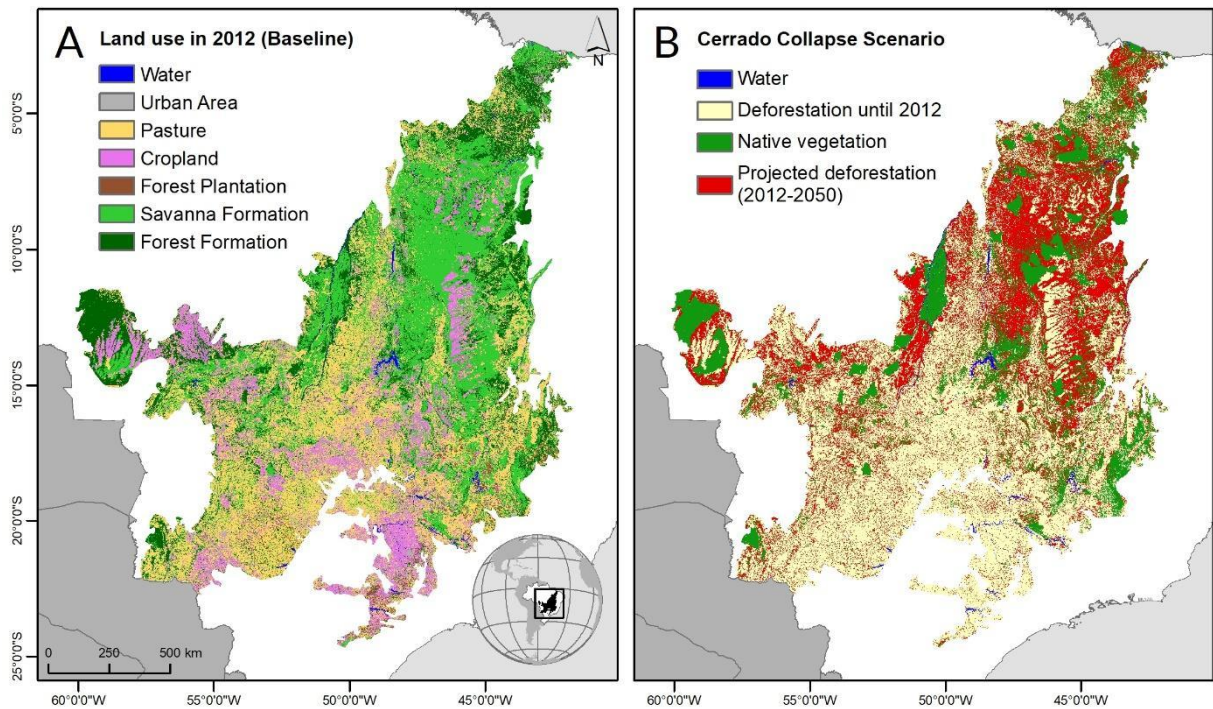 A
Land use in 2012 (Baseline)
Water
Urban Area
Pasture
Cropland
Forest Plantation
Savanna Formation
Forest Formation
N
5°0'0"S
10°0'0"S
15°0'0"S
20°0'0"S
25°0'0"S
0 250 500 km
60°0'0"W 55°0'0"W 50°0'0"W 45°0'0"W
B
Cerrado Collapse Scenario
Water
Deforestation until 2012
Native vegetation
Projected deforestation
(2012-2050)
60°0'0"W 55°0'0"W 50°0'0"W 45°0'0"W